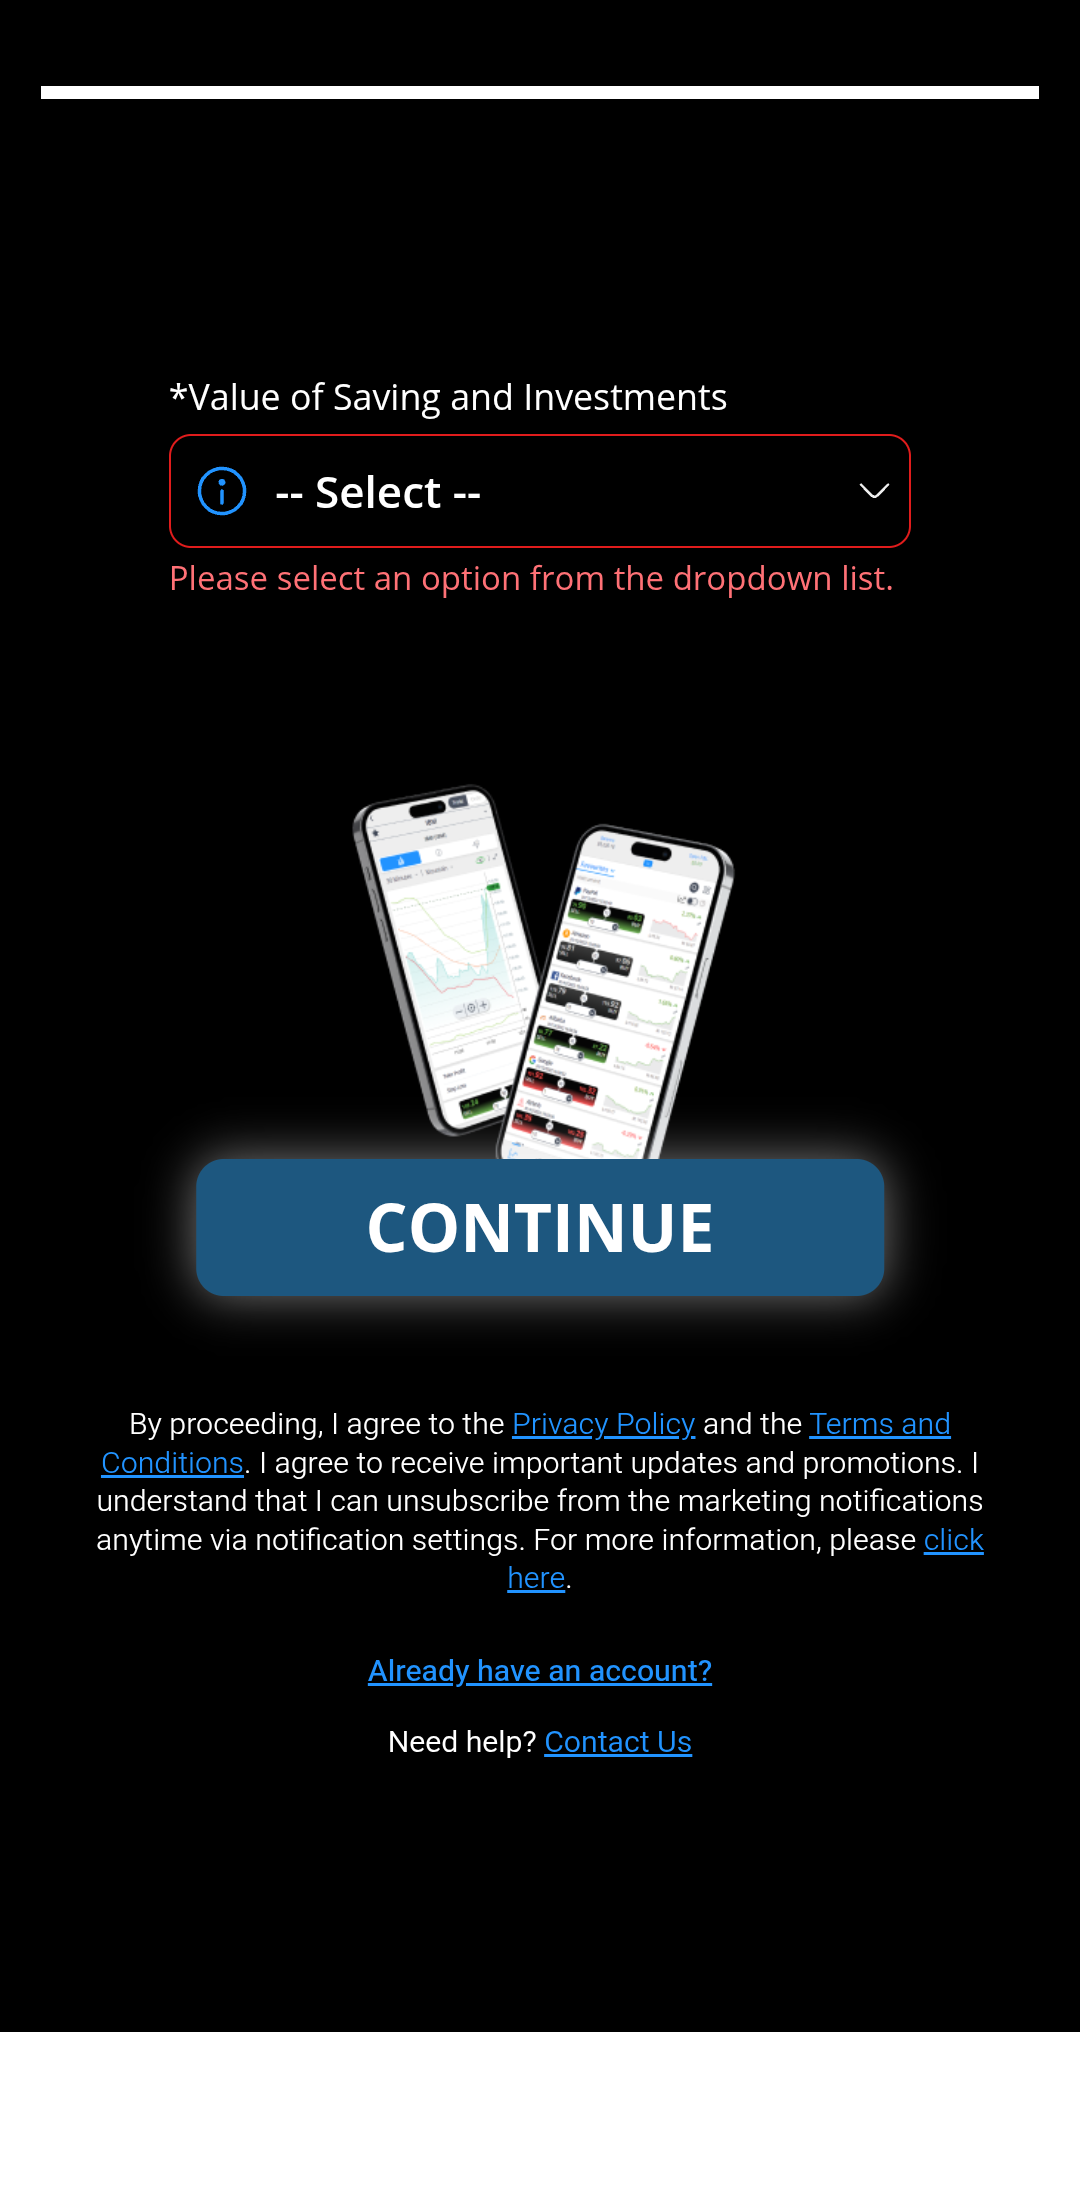 *Value of Saving and Investments
-- Select --
Please select an option from the dropdown list.
CONTINUE
By proceeding, I agree to the Privacy Policy and the Terms and
Conditions. I agree to receive important updates and promotions. I
understand that I can unsubscribe from the marketing notifications
anytime via notification settings. For more information, please click
here.
Already have an account?
Need help? Contact Us